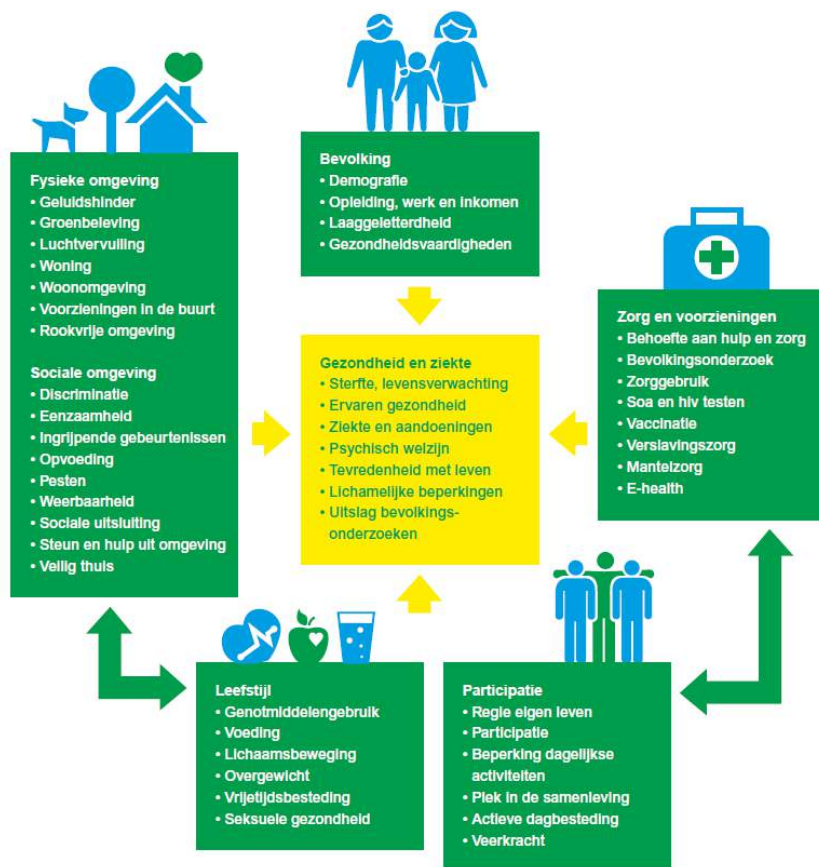 Fysieke omgeving
• Geluidshinder
• Groenbeleving
• Luchtvervuiling
• Woning
• Woonomgeving
• Voorzieningen in de buurt
• Rookvrije omgeving
Sociale omgeving
• Discriminatie
• Eenzaamheid
• Ingrijpende gebeurtenissen
• Opvoeding
• Pesten
• Weerbaarheid
• Sociale uitsluiting
• Steun en hulp uit omgeving
• Veilig thuis
Bevolking
• Demografie
• Opleiding, werk en inkomen
• Laaggeletterdheid
• Gezondheidsvaardigheden
Gezondheid en ziekte
• Sterfte, levensverwachting
• Ervaren gezondheid
• Ziekte en aandoeningen
• Psychisch welzijn
• Tevredenheid met leven
• Lichamelijke beperkingen
• Uitslag bevolkings-
onderzoeken
Zorg en voorzieningen
• Behoefte aan hulp en zorg
• Bevolkingsonderzoek
• Zorggebruik
• Soa en hiv testen
• Vaccinatie
• Verslavingszorg
• Mantelzorg
• E-health
Leefstijl
• Genotmiddelengebruik
• Voeding
• Lichaamsbeweging
• Overgewicht
• Vrijetijdsbesteding
• Seksuele gezondheid
Participatie
• Regie eigen leven
• Participatie
• Beperking dagelijkse
activiteiten
• Plek in de samenleving
• Actieve dagbesteding
• Veerkracht